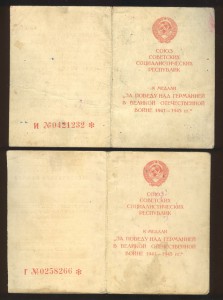 СОЮЗ
СОВЕТСКИХ
СОЦИАЛИСТИЧЕСКИХ
РЕСПУБЛИК
К МЕДАЛИ
"ЗА ПОБЕДУ НАД ГЕРМАНИЕЙ
В ВЕЛИКОЙ ОТЕЧЕСТВЕННОЙ
ВОЙНЕ 1941—1945 гг."
И №0421232 *
СОЮЗ
СОВЕТСКИХ
СОЦИАЛИСТИЧЕСКИХ
РЕСПУБЛИК
К МЕДАЛИ
"ЗА ПОБЕДУ НАД ГЕРМАНИЕЙ
В ВЕЛИКОЙ ОТЕЧЕСТВЕННОЙ
ВОЙНЕ 1941—1945 гг."
Г №0258266 *